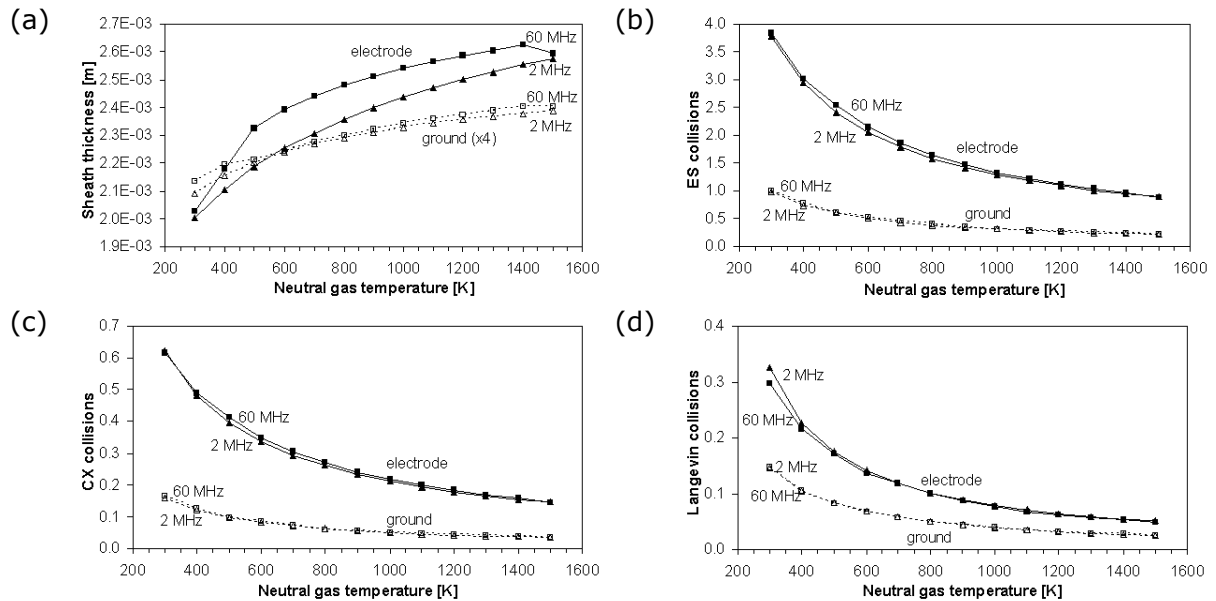 (a)
2.7E-03
2.6E-03
2.5E-03
2.4E-03
2.3E-03
2.2E-03
2.1E-03
2.0E-03
1.9E-03
Sheath thickness [m]
60 MHz
electrode
2 MHz
60 MHz
ground (x4)
2 MHz
200 400 600 800 1000 1200 1400 1600
Neutral gas temperature [K]
(b)
4.0
3.5
3.0
2.5
2.0
1.5
1.0
0.5
0.0
ES collisions
60 MHz
2 MHz
electrode
60 MHz
2 MHz
ground
200 400 600 800 1000 1200 1400 1600
Neutral gas temperature [K]
(c)
0.7
0.6
0.5
0.4
0.3
0.2
0.1
0.0
CX collisions
60 MHz
2 MHz
electrode
60 MHz
2 MHz
ground
200 400 600 800 1000 1200 1400 1600
Neutral gas temperature [K]
(d)
0.4
0.3
0.2
0.1
0.0
Langevin collisions
2 MHz
60 MHz
electrode
2 MHz
60 MHz
ground
200 400 600 800 1000 1200 1400 1600
Neutral gas temperature [K]